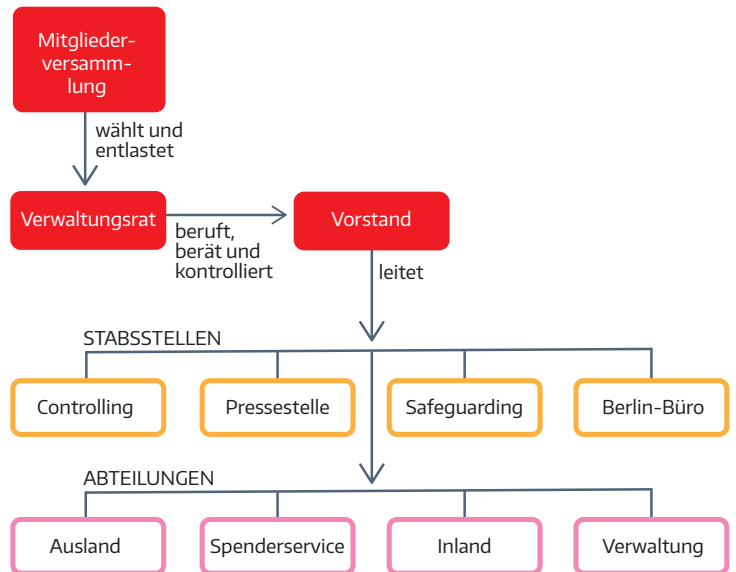 Mitglieder-
versamm-
lung
wählt und
entlastet
Verwaltungsrat
beruft,
berät und
kontrolliert
Vorstand
leitet
STABSSTELLEN
Controlling
Pressestelle
Safeguarding
Berlin-Büro
ABTEILUNGEN
Ausland
Spenderservice
Inland
Verwaltung